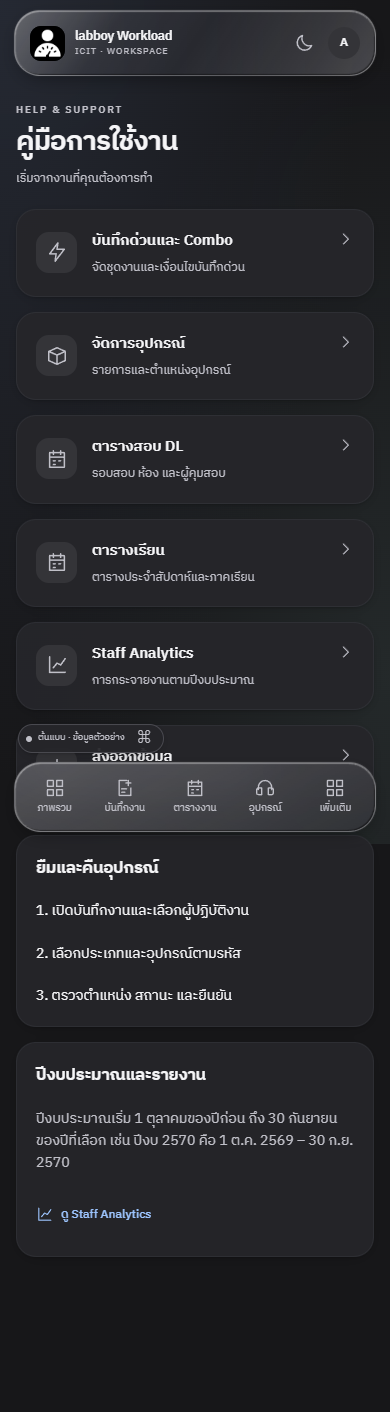 labboy Workload
ICIT · WORKSPACE
A
HELP & SUPPORT
คู่มือการใช้งาน
เริ่มจากงานที่คุณต้องการทำ
บันทึกด่วนและ Combo
จัดชุดงานและเงื่อนไขบันทึกด่วน
จัดการอุปกรณ์
รายการและตำแหน่งอุปกรณ์
ตารางสอบ DL
รอบสอบ ห้อง และผู้คุมสอบ
ตารางเรียน
ตารางประจำสัปดาห์และภาคเรียน
Staff Analytics
การกระจายงานตามปีงบประมาณ
ต้นแบบ · ข้อมูลตัวอย่าง ⌘
ส่งออกข้อมูล
ภาพรวม
บันทึกงาน
ตารางงาน
อุปกรณ์
เพิ่มเติม
ยืมและคืนอุปกรณ์
1. เปิดบันทึกงานและเลือกผู้ปฏิบัติงาน
2. เลือกประเภทและอุปกรณ์ตามรหัส
3. ตรวจตำแหน่ง สถานะ และยืนยัน
ปีงบประมาณและรายงาน
ปีงบประมาณเริ่ม 1 ตุลาคมของปีก่อน ถึง 30 กันยายน
ของปีที่เลือก เช่น ปีงบ 2570 คือ 1 ต.ค. 2569 – 30 ก.ย.
2570
ดู Staff Analytics